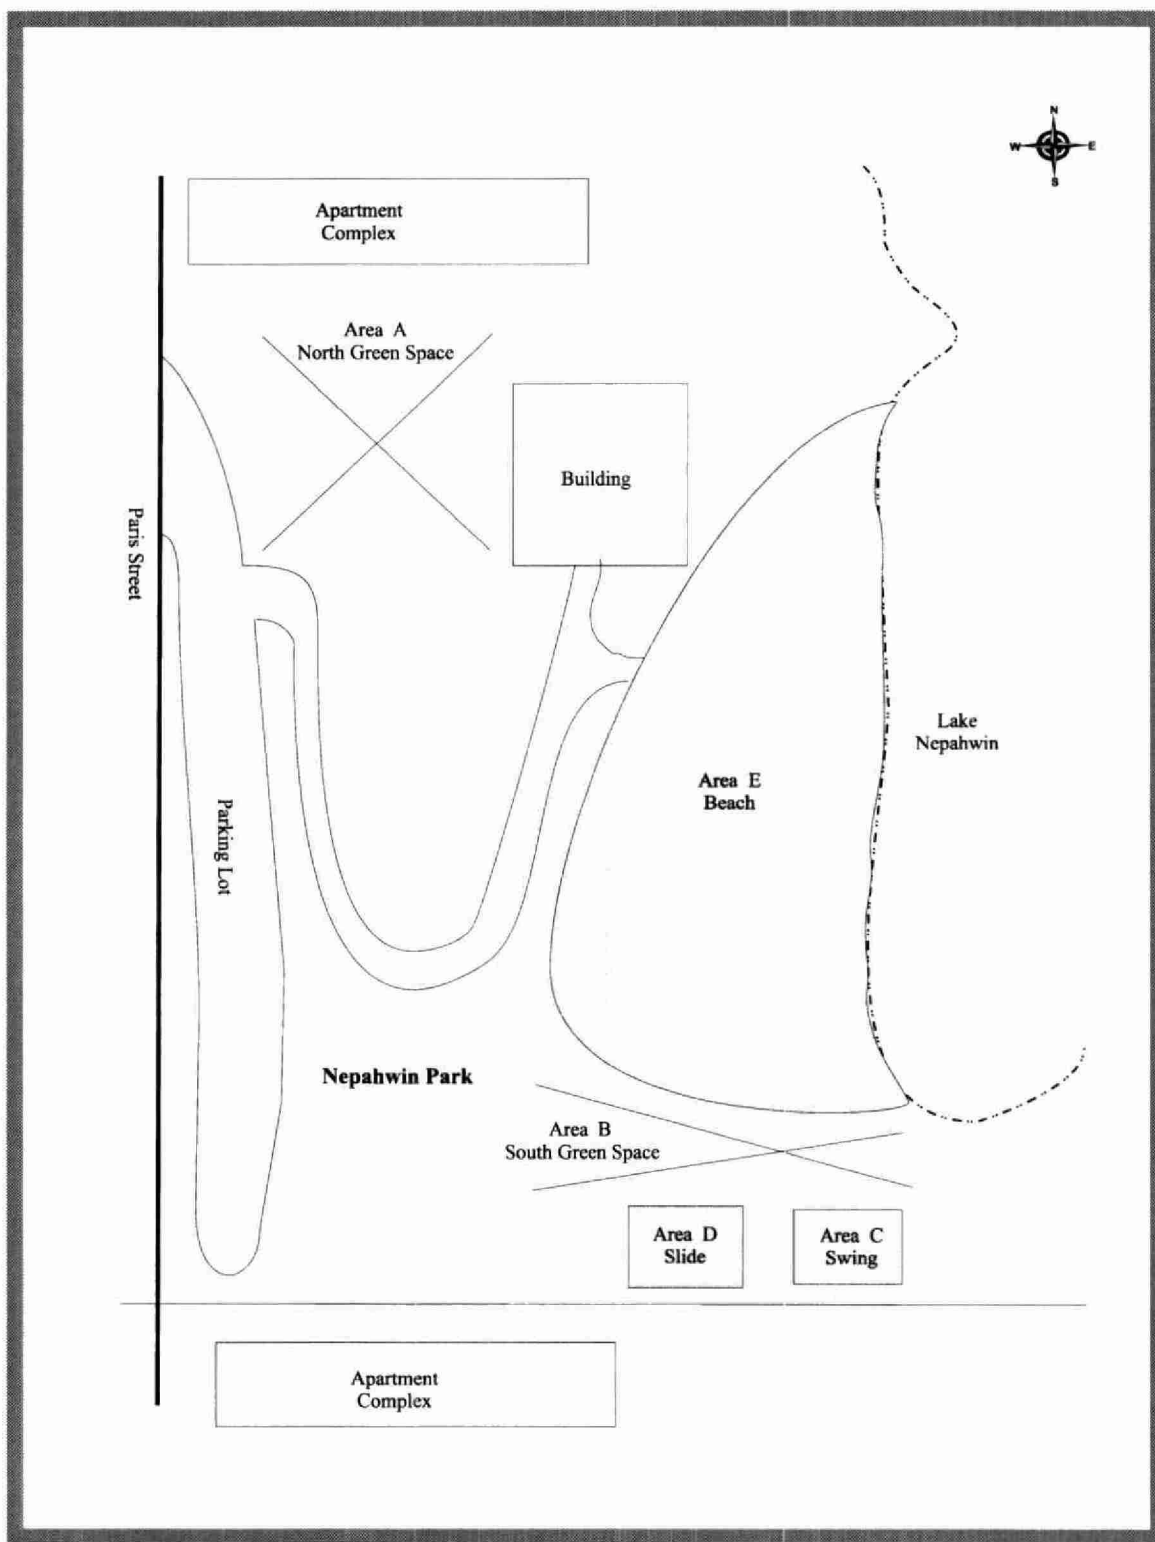 N
W E
S
Apartment
Complex
Area A
North Green Space
Building
Paris Street
Lake
Nepahwin
Area E
Beach
Parking Lot
Nepahwin Park
Area B
South Green Space
Area D
Slide
Area C
Swing
Apartment
Complex